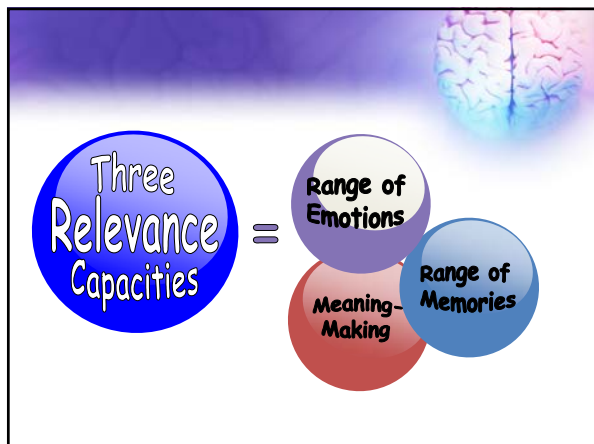 Three
Relevance
Capacities
=
Range of
Emotions
Range of
Memories
Meaning-
Making